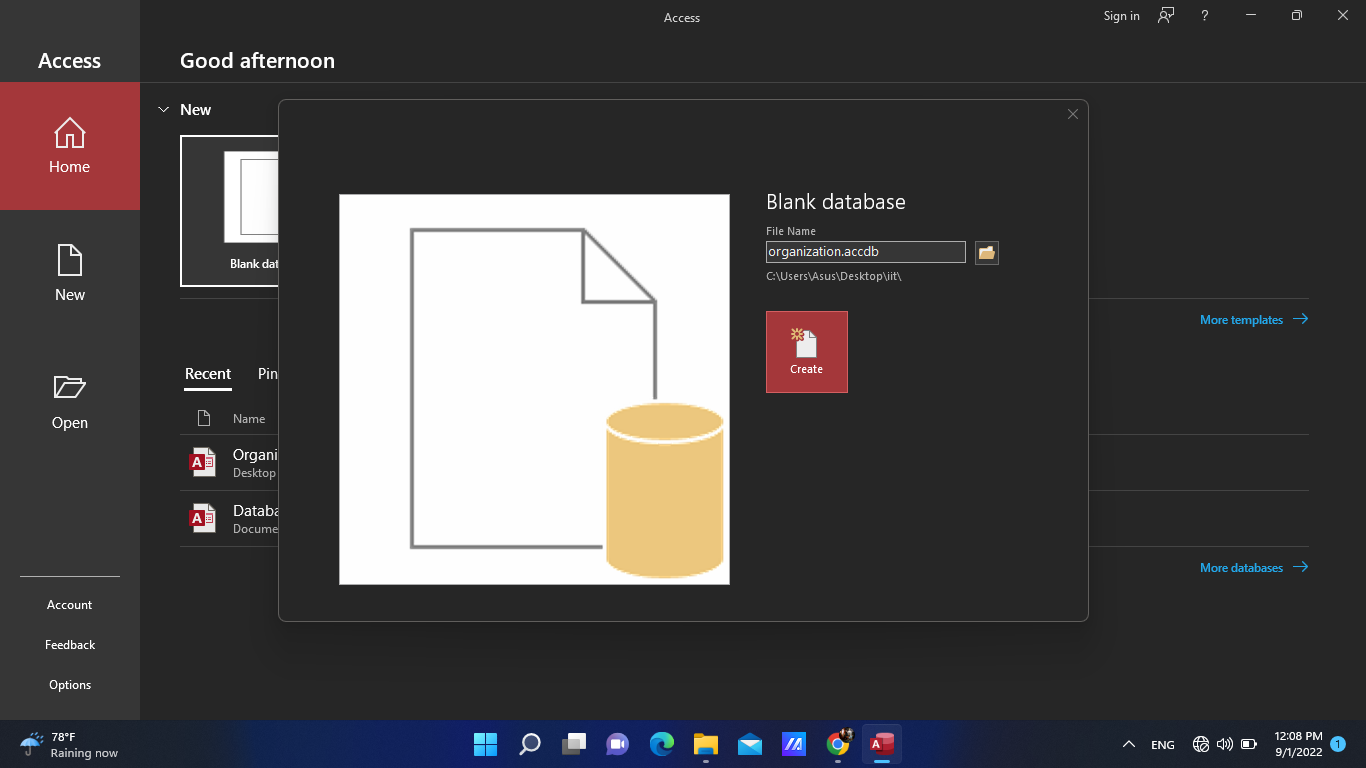 Access
Sign in
?
Access
Good afternoon
Home
New
Open
Account
Feedback
Options
New
Blank dat
More templates
Recent
Pin
Name
Organi
Desktop
Databa
Docume
More databases
Blank database
File Name
organization.accdb
C:\Users\Asus\Desktop\iit\
Create
78°F
Raining now
A
ENG
12:08 PM
9/1/2022
1